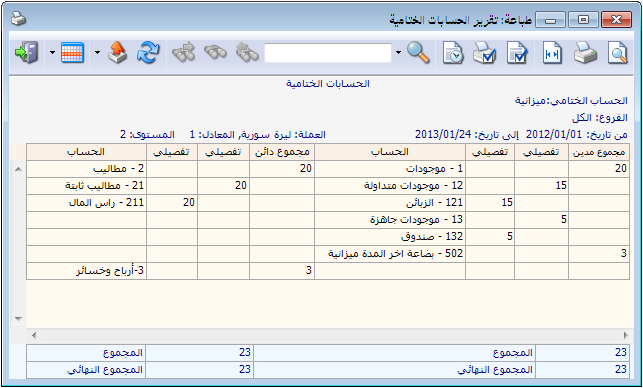 طباعة: تقرير الحسابات الختامية
الحسابات الختامية
الحساب الختامي:ميزانية
الفروع: الكل
من تاريخ: 2012/01/01 إلى تاريخ: 2013/01/24 العملة: ليرة سورية, المعادل: 1 المستوى: 2
مجموع مدين تفصيلي تفصيلي الحساب مجموع دائن تفصيلي تفصيلي الحساب
20 1 - موجودات 20 2 - مطاليب
15 12 - موجودات متداولة 20 21 - مطاليب ثابتة
15 121 - الزبائن 20 211 - راس المال
5 13 - موجودات جاهزة
5 132 - صندوق
3 502 - بضاعة اخر المدة ميزانية
3 3-أرباح وخسائر
23 المجموع 23 المجموع
23 المجموع النهائي 23 المجموع النهائي